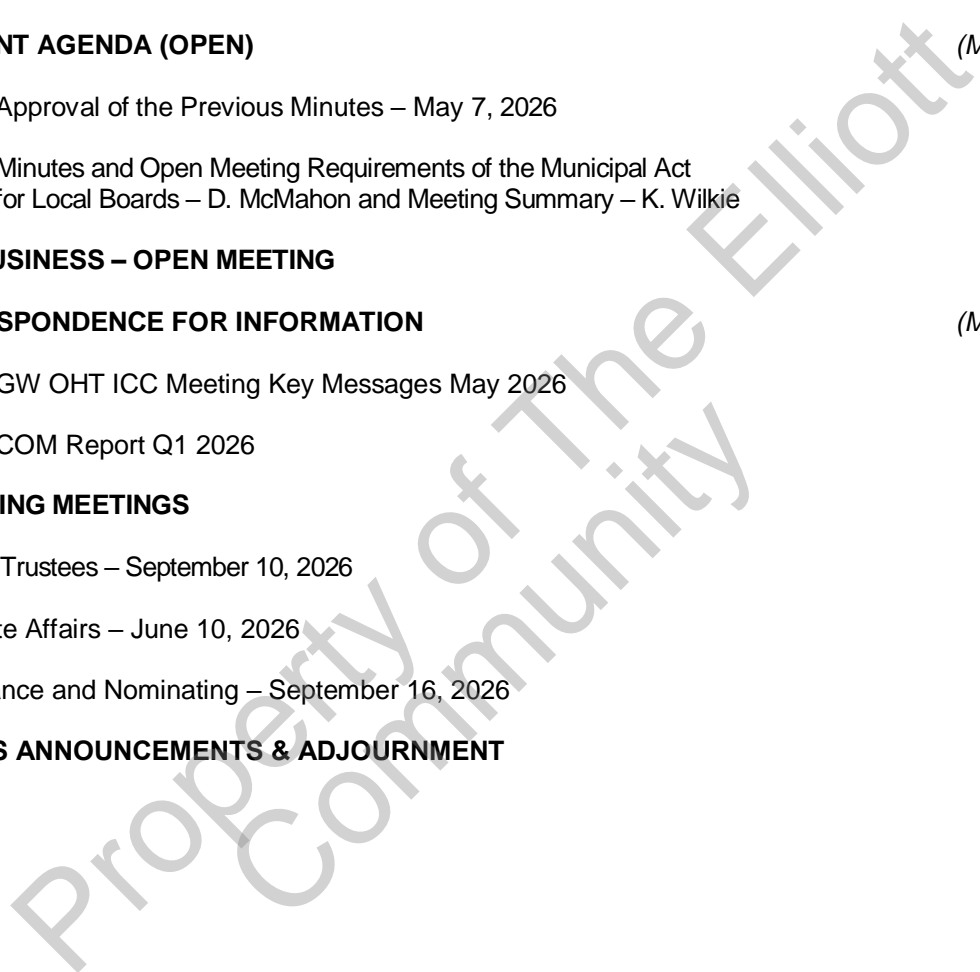 NT AGENDA (OPEN)
(M
Approval of the Previous Minutes – May 7, 2026
Minutes and Open Meeting Requirements of the Municipal Act
for Local Boards – D. McMahon and Meeting Summary – K. Wilkie
USINESS – OPEN MEETING
SPONDENCE FOR INFORMATION
(M
GW OHT ICC Meeting Key Messages May 2026
COM Report Q1 2026
ING MEETINGS
Trustees – September 10, 2026
te Affairs – June 10, 2026
ance and Nominating – September 16, 2026
S ANNOUNCEMENTS & ADJOURNMENT
Property of The Elliott
Community